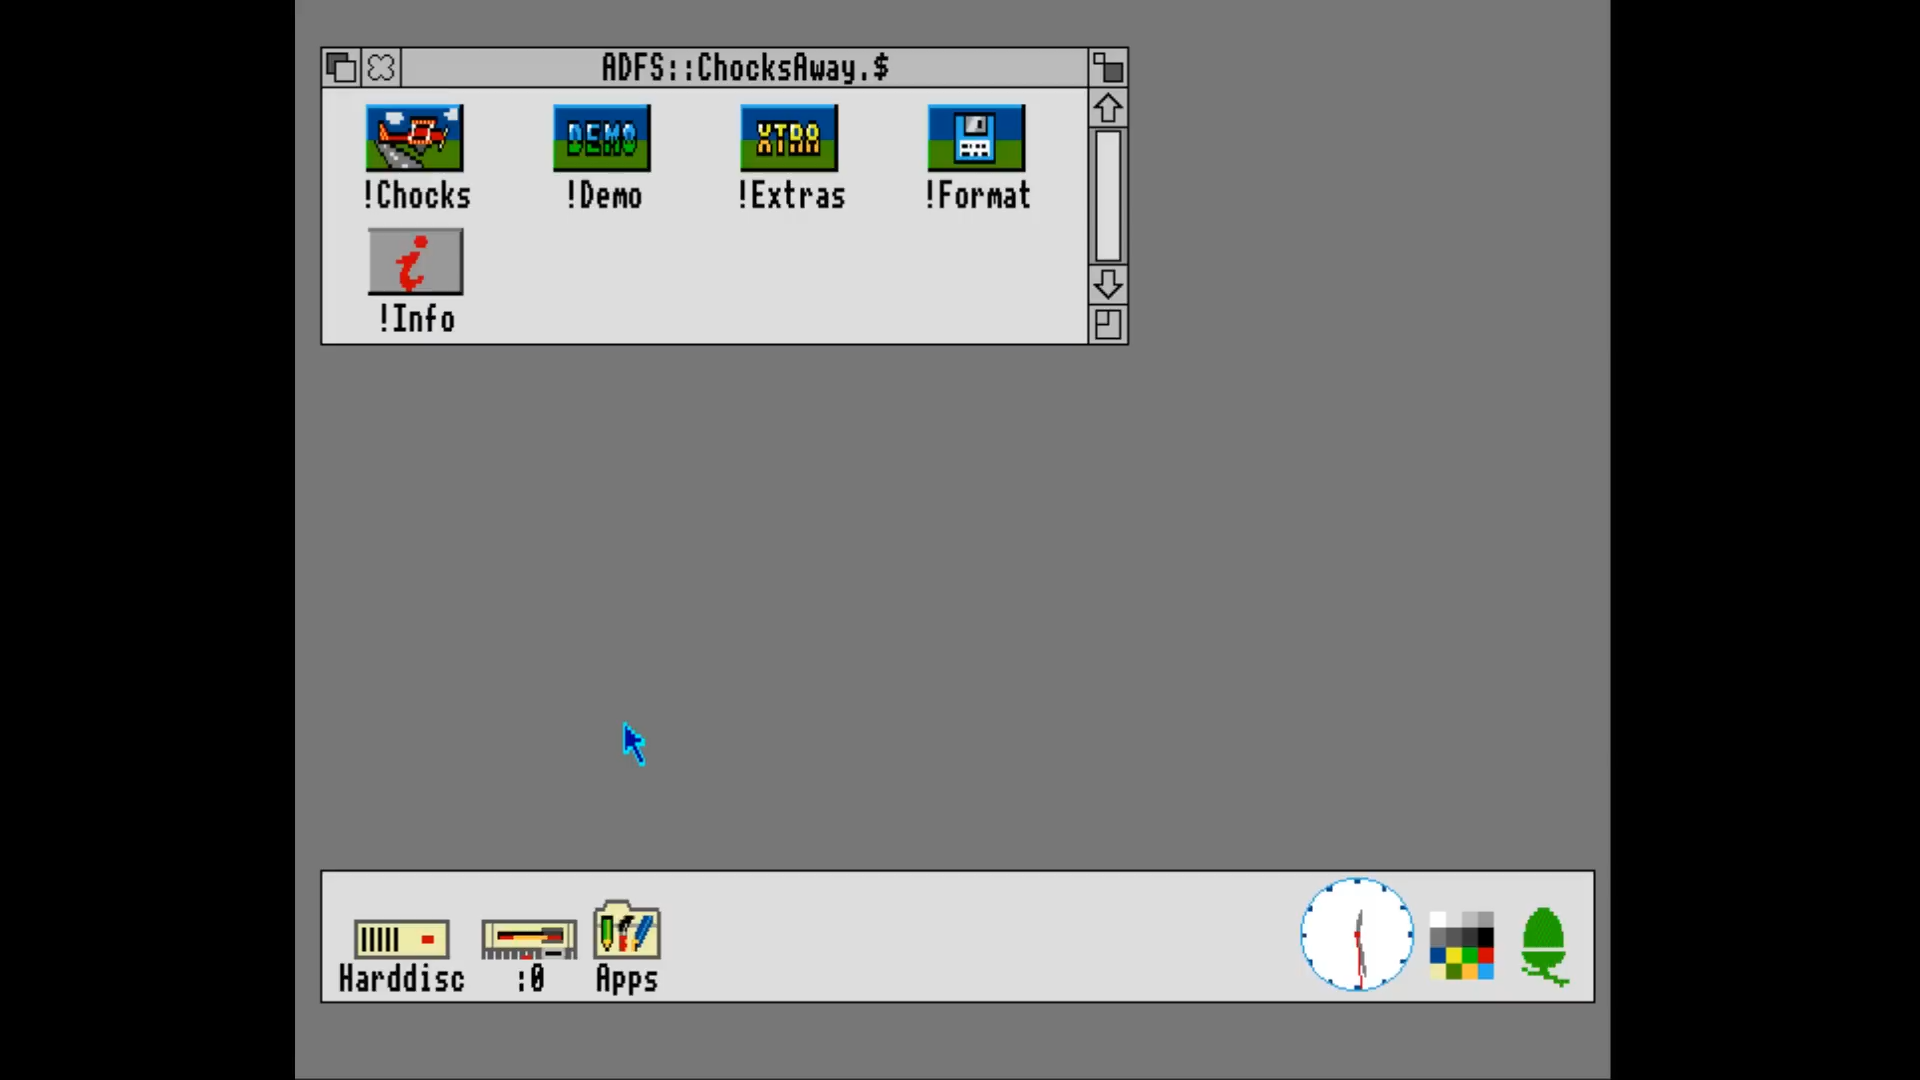 ADFS::ChocksAway.$
DEMO
XTRA
!Chocks
!Demo
!Extras
!Format
i
!Info
Harddisc
:0
Apps